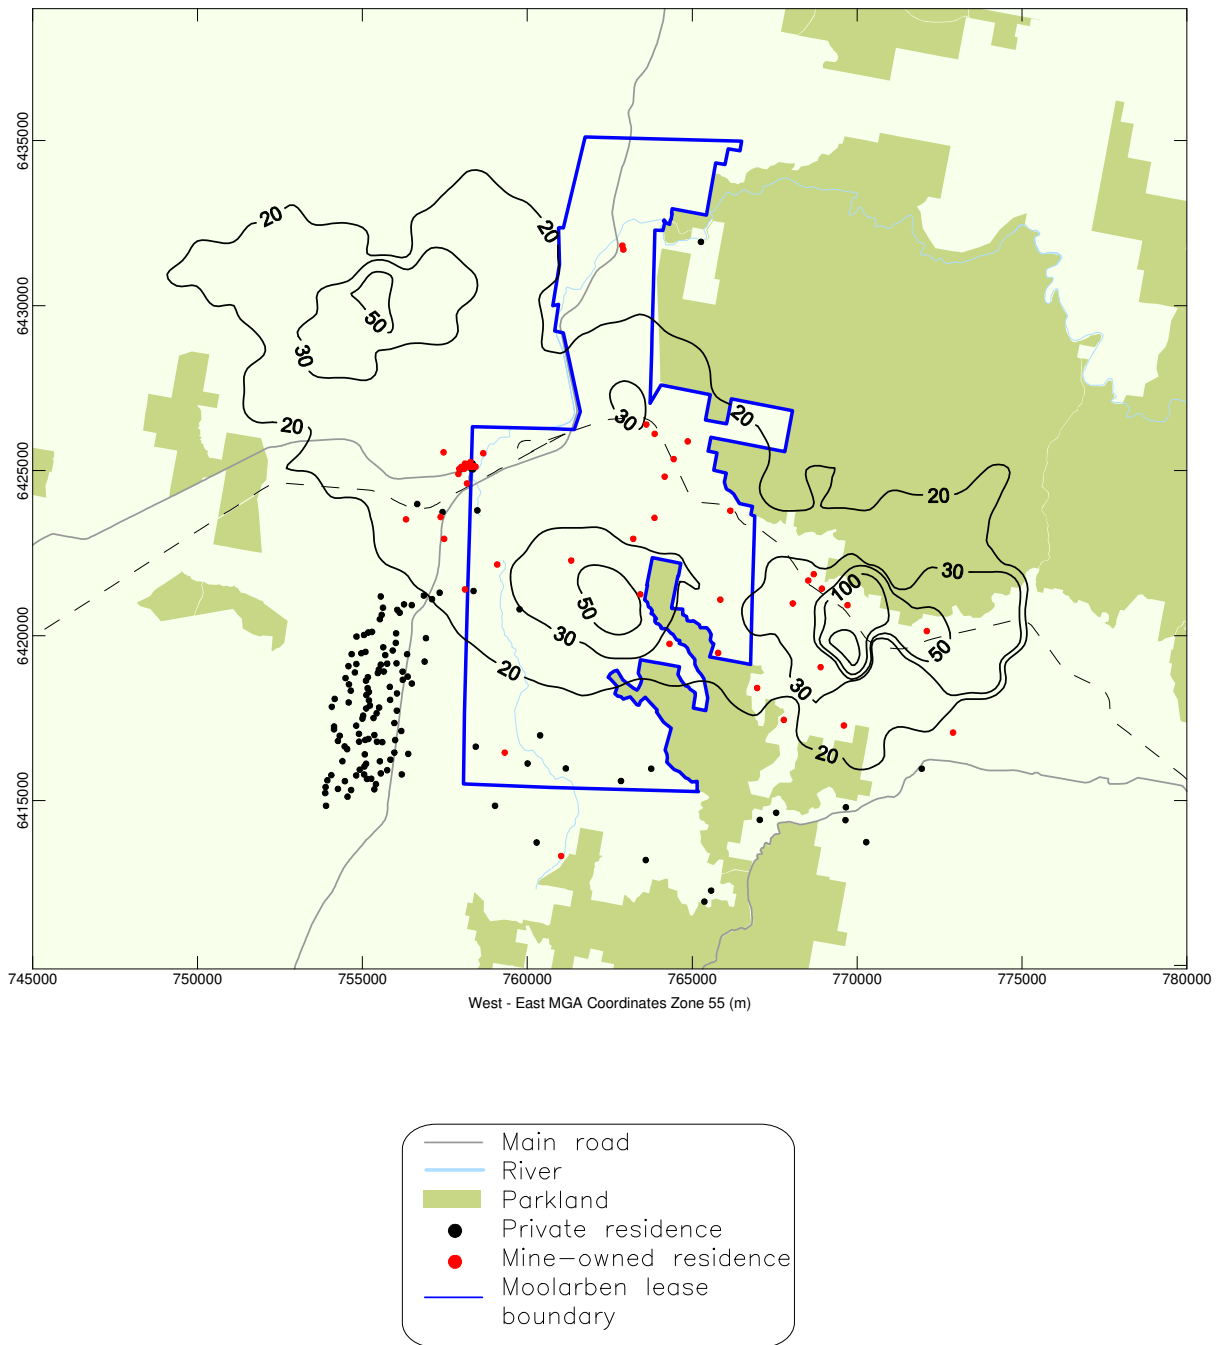 6435000
6430000
6425000
6420000
6415000
20
20
50
30
30
20
20
20
30
100
50
30
50
20
30
20
745000 750000 755000 760000 765000 770000 775000 780000
West - East MGA Coordinates Zone 55 (m)
Main road
River
Parkland
Private residence
Mine-owned residence
Moolarben lease
boundary